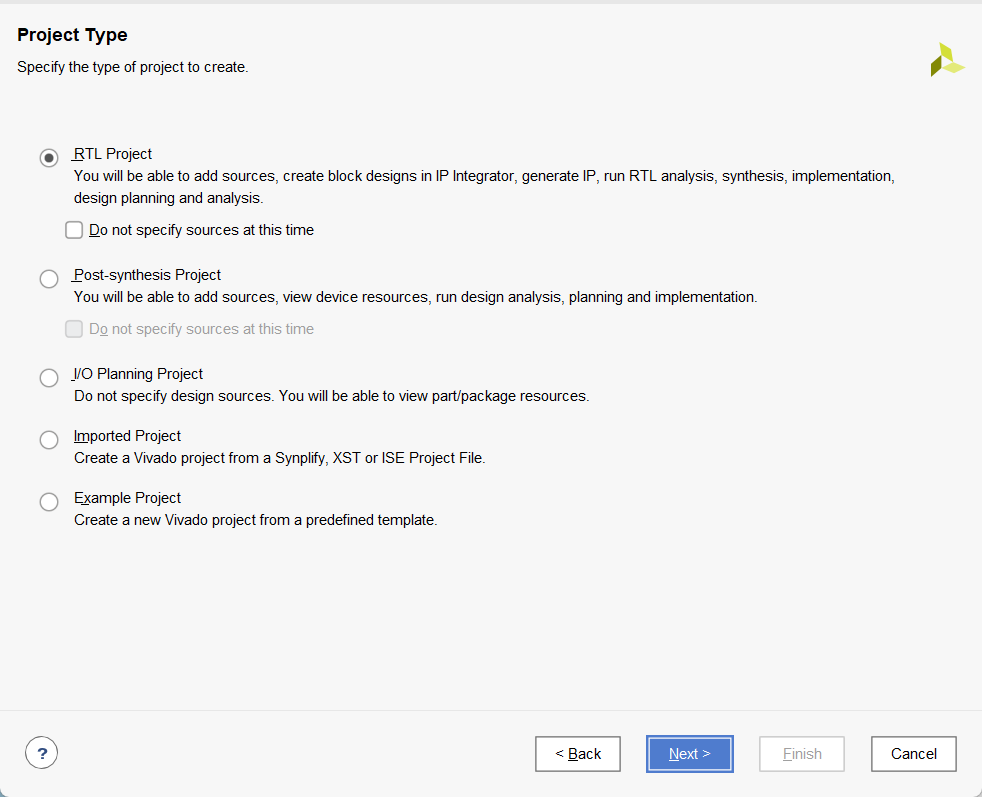 Project Type
Specify the type of project to create.
RTL Project
You will be able to add sources, create block designs in IP Integrator, generate IP, run RTL analysis, synthesis, implementation,
design planning and analysis.
Do not specify sources at this time
Post-synthesis Project
You will be able to add sources, view device resources, run design analysis, planning and implementation.
Do not specify sources at this time
I/O Planning Project
Do not specify design sources. You will be able to view part/package resources.
Imported Project
Create a Vivado project from a Synplify, XST or ISE Project File.
Example Project
Create a new Vivado project from a predefined template.
? < Back Next > Finish Cancel